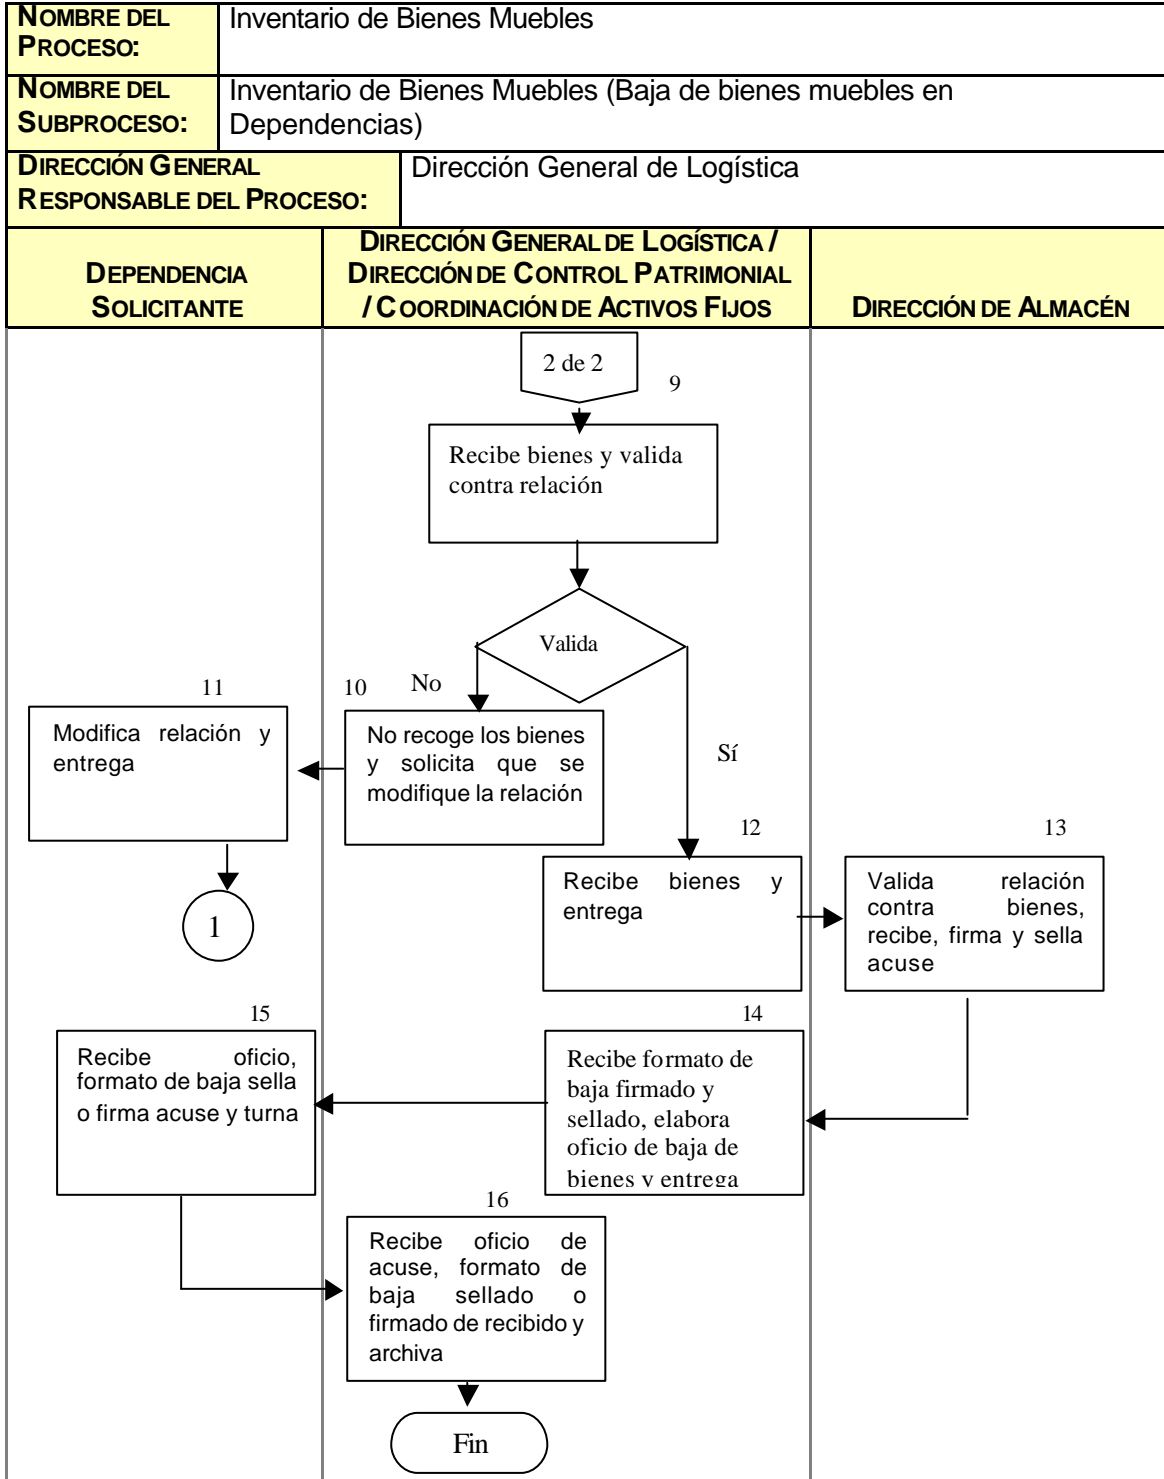 NOMBRE DEL
PROCESO:
Inventario de Bienes Muebles
NOMBRE DEL
SUBPROCESO:
Inventario de Bienes Muebles (Baja de bienes muebles en
Dependencias)
DIRECCIÓN GENERAL
RESPONSABLE DEL PROCESO:
Dirección General de Logística
DEPENDENCIA
SOLICITANTE
DIRECCIÓN GENERAL DE LOGÍSTICA /
DIRECCIÓN DE CONTROL PATRIMONIAL
/ COORDINACIÓN DE ACTIVOS FIJOS
DIRECCIÓN DE ALMACÉN
2 de 2
9
Recibe bienes y valida
contra relación
Valida
No
Sí
10
No recoge los bienes
y solicita que se
modifique la relación
11
Modifica relación y
entrega
1
12
Recibe bienes y
entrega
13
Valida relación
contra bienes,
recibe, firma y sella
acuse
14
Recibe formato de
baja firmado y
sellado, elabora
oficio de baja de
bienes y entrega
15
Recibe oficio,
formato de baja sella
o firma acuse y turna
16
Recibe oficio de
acuse, formato de
baja sellado o
firmado de recibido y
archiva
Fin